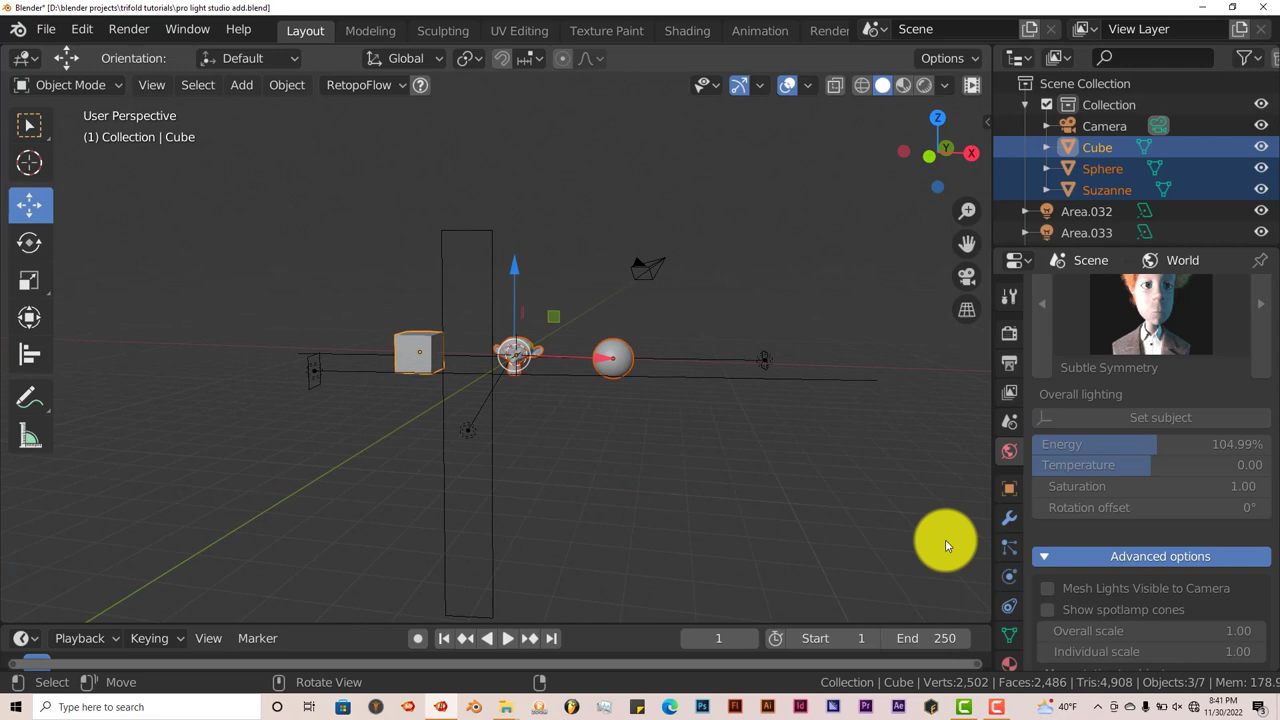 Blender* [D:\blender projects\trifold tutorials\pro light studio add.blend]
File Edit Render Window Help Layout Modeling Sculpting UV Editing Texture Paint Shading Animation Render Scene View Layer
Orientation: Default Global Options
Object Mode View Select Add Object RetopoFlow ?
User Perspective
(1) Collection | Cube
Z
Y
X
Scene Collection
Collection
Camera
Cube
Sphere
Suzanne
Area.032
Area.033
Scene World
Subtle Symmetry
Overall lighting
Set subject
Energy 104.99%
Temperature 0.00
Saturation 1.00
Rotation offset 0°
Advanced options
Mesh Lights Visible to Camera
Show spotlamp cones
Overall scale 1.00
Individual scale 1.00
Playback Keying View Marker 1 Start 1 End 250
Select Move Rotate View Collection | Cube | Verts:2,502 | Faces:2,486 | Tris:4,908 | Objects:3/7 | Mem: 178.9
Type here to search 40°F 8:41 PM
11/30/2022